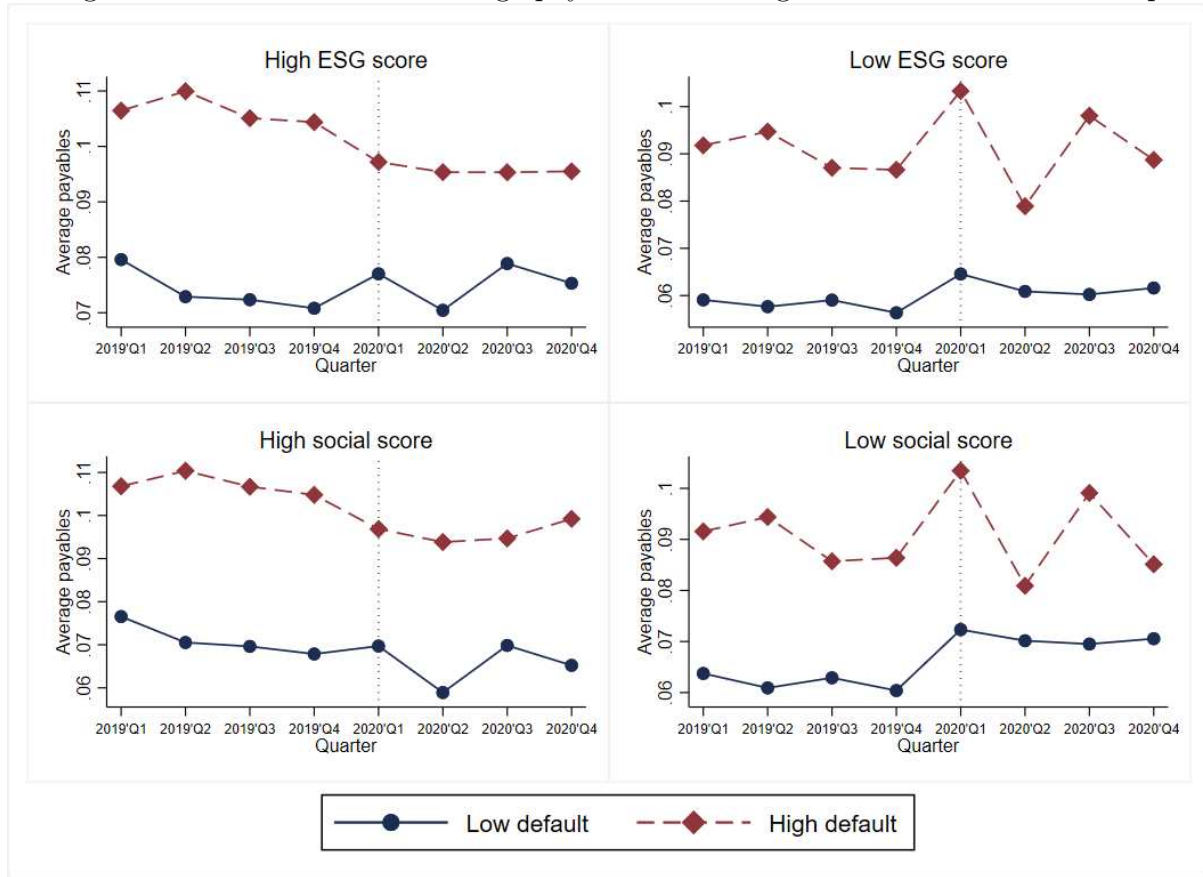 High ESG score
Average payables
.11
.1
.09
.08
.07
2019'Q1 2019'Q2 2019'Q3 2019'Q4 2020'Q1 2020'Q2 2020'Q3 2020'Q4
Quarter
Low ESG score
Average payables
.1
.09
.08
.07
.06
2019'Q1 2019'Q2 2019'Q3 2019'Q4 2020'Q1 2020'Q2 2020'Q3 2020'Q4
Quarter
High social score
Average payables
.11
.1
.09
.08
.07
.06
2019'Q1 2019'Q2 2019'Q3 2019'Q4 2020'Q1 2020'Q2 2020'Q3 2020'Q4
Quarter
Low social score
Average payables
.1
.09
.08
.07
.06
2019'Q1 2019'Q2 2019'Q3 2019'Q4 2020'Q1 2020'Q2 2020'Q3 2020'Q4
Quarter
Low default High default